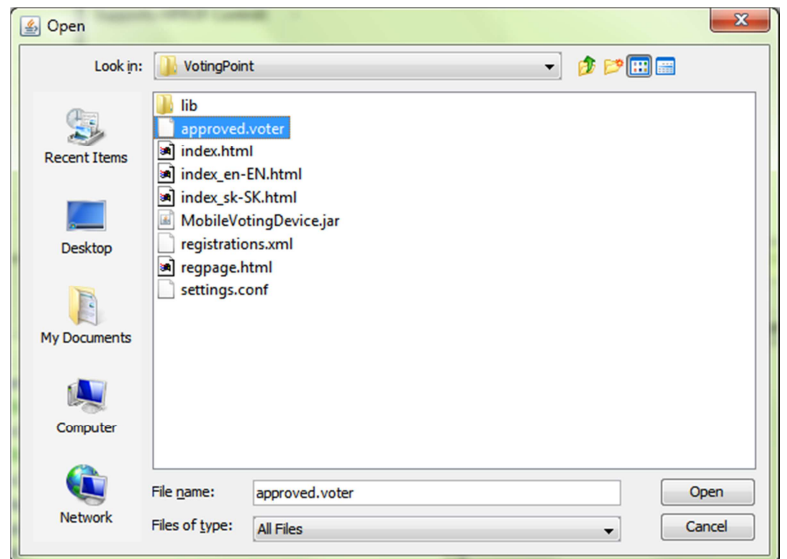 Open
Look in:
VotingPoint
Recent Items
Desktop
My Documents
Computer
Network
lib
approved.voter
index.html
index_en-EN.html
index_sk-SK.html
MobileVotingDevice.jar
registrations.xml
regpage.html
settings.conf
File name:
approved.voter
Open
Files of type:
All Files
Cancel